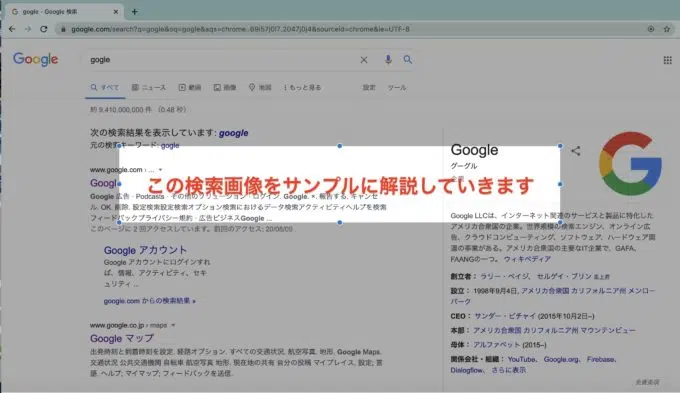 gogle - Google 検索
google.com/search?q=gogle&oq=gogle&aqs=chrome..69i57j0l7.2047j0j4&sourceid=chrome&ie=UTF-8
Google
gogle
すべて ニュース 動画 画像 地図 もっと見る 設定 ツール
約 9,410,000,000 件 (0.48 秒)
次の検索結果を表示しています: gogle
元の検索キーワード: gogle
www.google.com › ...
Googl
この検索画像をサンプルに解説していきます
Google 広告 · Podcasts · その他のソリューション · ログイン. Google. ×. 報告する. キャンセ
ル. OK. 削除. 設定検索設定検索オプション検索におけるデータ検索アクティビティヘルプを検索
フィードバックプライバシー規約 · 広告ビジネスGoogle ...
このページに 2 回アクセスしています。前回のアクセス: 20/08/09
Google アカウント
Google アカウントにログインすれ
ば、情報、アクティビティ、セキ
ュリティ ...
google.com からの検索結果 »
www.google.co.jp › maps
Google マップ
出発時刻と到着時刻を設定. 経路オプション. すべての交通状況. 航空写真. 地形. Google Maps.
交通状況 公共交通機関 自転車 航空写真 地形. 現在地の共有 自分の投稿 マイプレイス. 設定; 言
語. ヘルプ; マイマップ; フィードバックを送信.
Google
グーグル
企業
Google
Google LLCは、インターネット関連のサービスと製品に特化した
アメリカ合衆国の企業。世界規模の検索エンジン、オンライン広
告、クラウドコンピューティング、ソフトウェア、ハードウェア関
連の事業がある。アメリカ合衆国の主要なIT企業で、GAFA、
FAANGの一つ。 ウィキペディア
創立者： ラリー・ペイジ、 セルゲイ・ブリン
設立： 1998年9月4日, アメリカ合衆国 カリフォルニア州 メンロー
パーク
CEO： サンダー・ピチャイ (2015年10月2日–)
本部： アメリカ合衆国 カリフォルニア州 マウンテンビュー
母体： アルファベット (2015–)
関係会社・組織： YouTube、 Google.org、 Firebase、
Dialogflow、 さらに表示